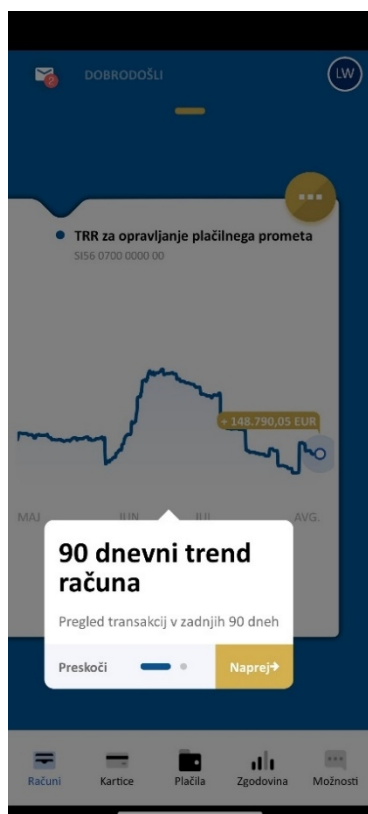 DOBRODOŠLI
LW
TRR za opravljanje plačilnega prometa
SI56 0700 0000 00
+ 148.790,05 EUR
MAJ JUN JUL AVG.
90 dnevni trend
računa
Pregled transakcij v zadnjih 90 dneh
Preskoči Naprej
Računi Kartice Plačila Zgodovina Možnosti